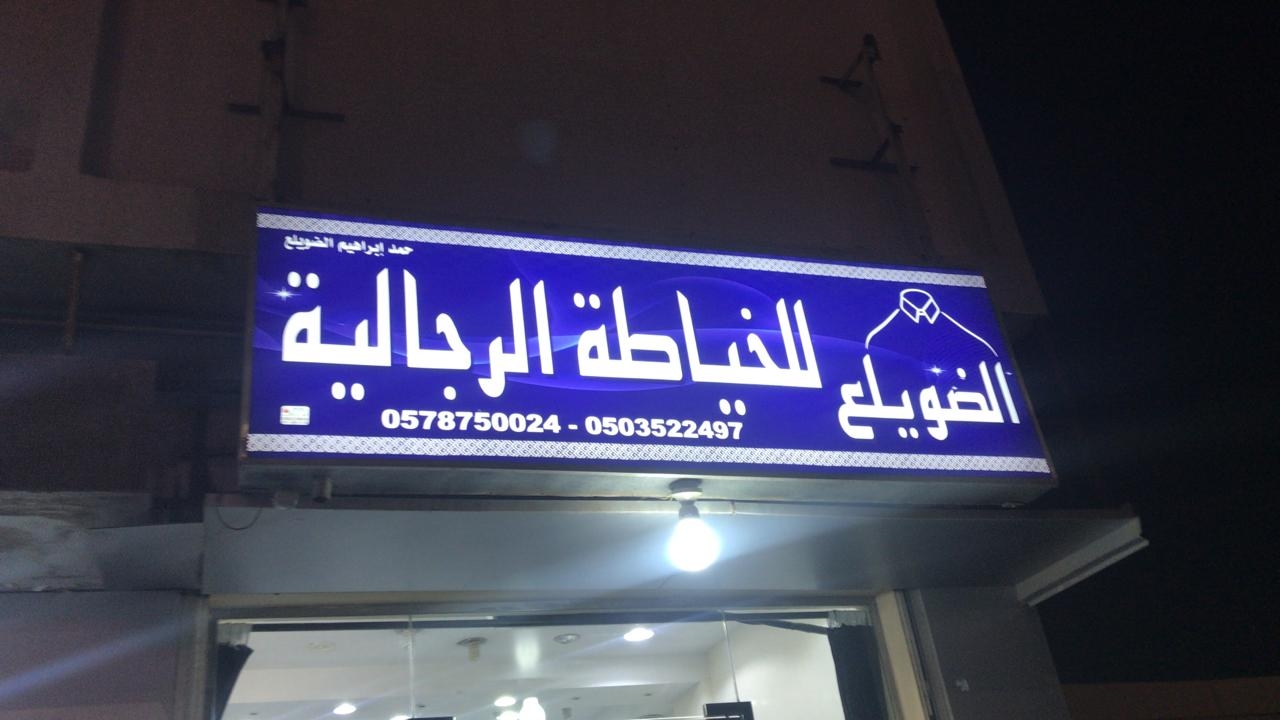 حمد إبراهيم الضويلع
الضويلع للخياطة الرجالية
0578750024 - 0503522497